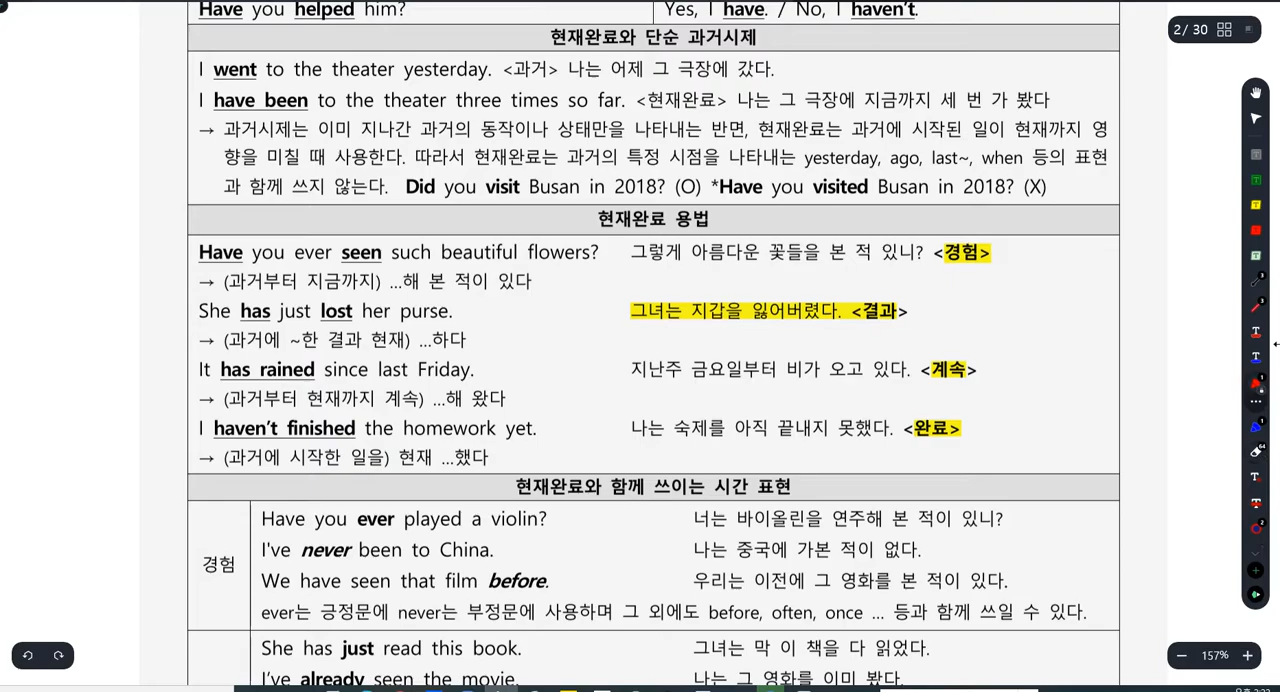 Have you helped him? Yes, I have. / No, I haven't.
현재완료와 단순 과거시제
I went to the theater yesterday. <과거> 나는 어제 그 극장에 갔다.
I have been to the theater three times so far. <현재완료> 나는 그 극장에 지금까지 세 번 가 봤다
→ 과거시제는 이미 지나간 과거의 동작이나 상태만을 나타내는 반면, 현재완료는 과거에 시작된 일이 현재까지 영
향을 미칠 때 사용한다. 따라서 현재완료는 과거의 특정 시점을 나타내는 yesterday, ago, last~, when 등의 표현
과 함께 쓰지 않는다. Did you visit Busan in 2018? (O) *Have you visited Busan in 2018? (X)
현재완료 용법
Have you ever seen such beautiful flowers? 그렇게 아름다운 꽃들을 본 적 있니? <경험>
→ (과거부터 지금까지) ...해 본 적이 있다
She has just lost her purse. 그녀는 지갑을 잃어버렸다. <결과>
→ (과거에 ~한 결과 현재) ...하다
It has rained since last Friday. 지난주 금요일부터 비가 오고 있다. <계속>
→ (과거부터 현재까지 계속) ...해 왔다
I haven't finished the homework yet. 나는 숙제를 아직 끝내지 못했다. <완료>
→ (과거에 시작한 일을) 현재 ...했다
현재완료와 함께 쓰이는 시간 표현
경험
Have you ever played a violin? 너는 바이올린을 연주해 본 적이 있니?
I've never been to China. 나는 중국에 가본 적이 없다.
We have seen that film before. 우리는 이전에 그 영화를 본 적이 있다.
ever는 긍정문에 never는 부정문에 사용하며 그 외에도 before, often, once ... 등과 함께 쓰일 수 있다.
She has just read this book. 그녀는 막 이 책을 다 읽었다.
I've already seen the movie. 나는 그 영화를 이미 봤다.
2 / 30
157%